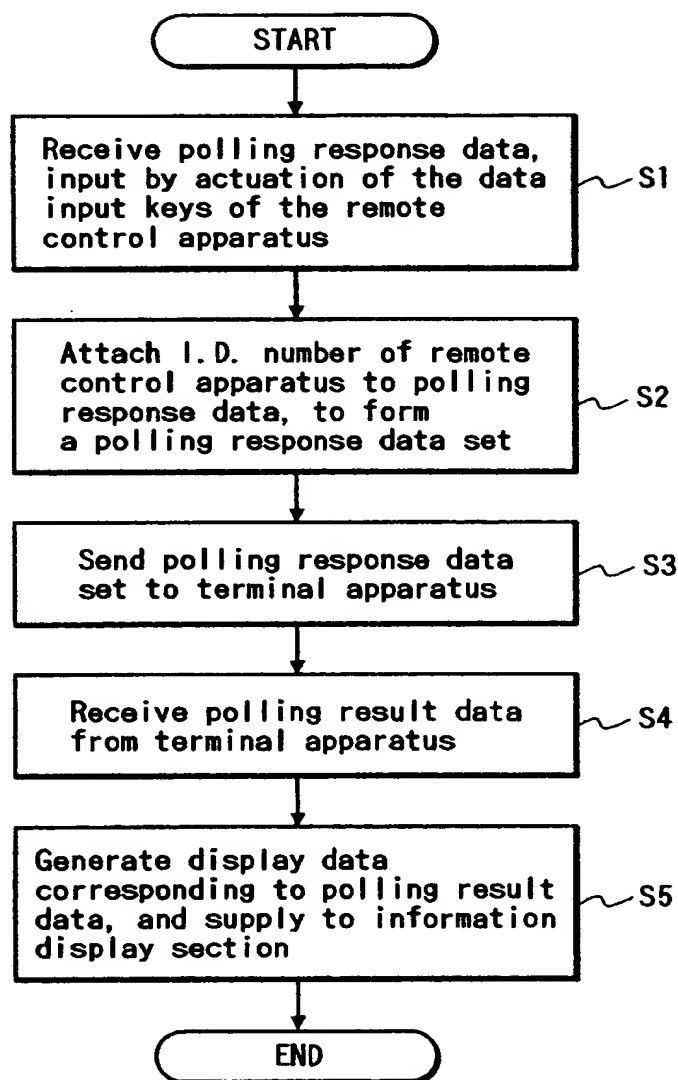 START
Receive polling response data,
input by actuation of the data
input keys of the remote
control apparatus
S1
Attach I.D. number of remote
control apparatus to polling
response data, to form
a polling response data set
S2
Send polling response data
set to terminal apparatus
S3
Receive polling result data
from terminal apparatus
S4
Generate display data
corresponding to polling result
data, and supply to information
display section
S5
END